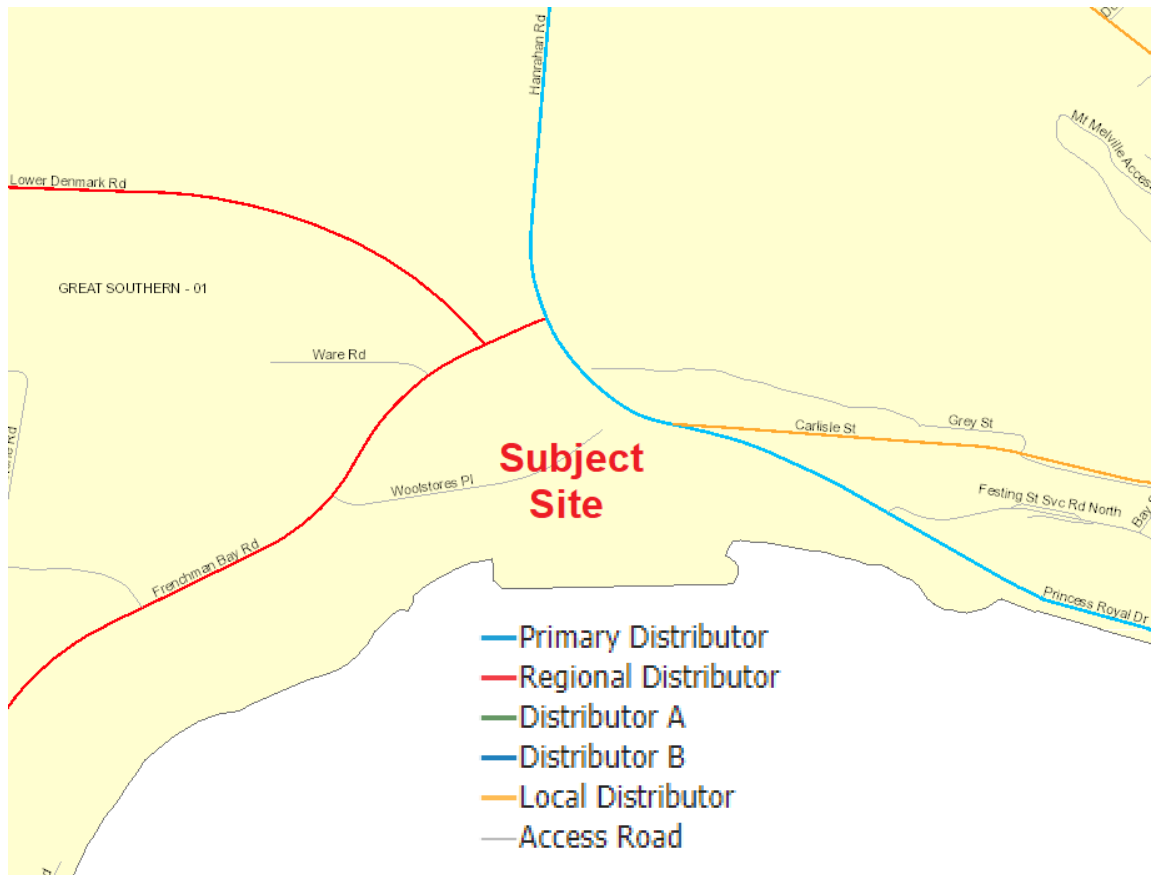 Hanrahan Rd
Mt Melville Access
Lower Denmark Rd
GREAT SOUTHERN - 01
Ware Rd
Grey St
Carlisle St
Subject
Site
Woolstores Pl
Festing St Svc Rd North
Bay S
Frenchman Bay Rd
Princess Royal Dr
Primary Distributor
Regional Distributor
Distributor A
Distributor B
Local Distributor
Access Road